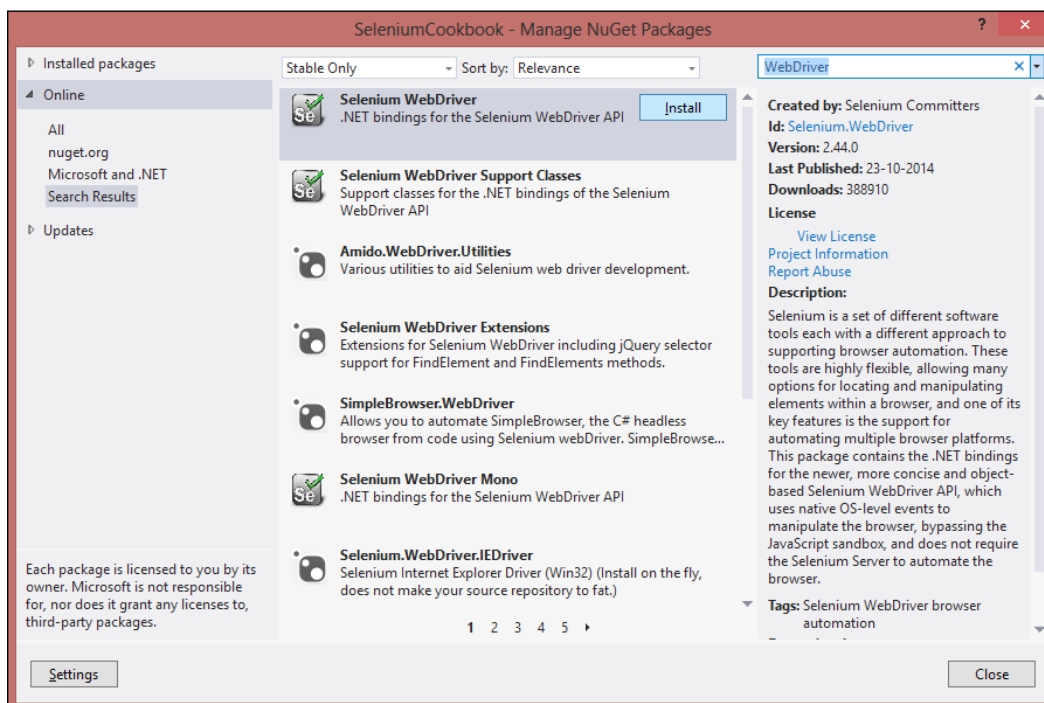 SeleniumCookbook - Manage NuGet Packages
?
×
Installed packages
Online
All
nuget.org
Microsoft and .NET
Search Results
Updates
Each package is licensed to you by its
owner. Microsoft is not responsible
for, nor does it grant any licenses to,
third-party packages.
Stable Only
Sort by: Relevance
Selenium WebDriver
.NET bindings for the Selenium WebDriver API
Install
Selenium WebDriver Support Classes
Support classes for the .NET bindings of the Selenium
WebDriver API
Amido.WebDriver.Utilities
Various utilities to aid Selenium web driver development.
Selenium WebDriver Extensions
Extensions for Selenium WebDriver including jQuery selector
support for FindElement and FindElements methods.
SimpleBrowser.WebDriver
Allows you to automate SimpleBrowser, the C# headless
browser from code using Selenium webDriver. SimpleBrowse...
Selenium WebDriver Mono
.NET bindings for the Selenium WebDriver API
Selenium.WebDriver.IEDriver
Selenium Internet Explorer Driver (Win32) (Install on the fly,
does not make your source repository to fat.)
1 2 3 4 5
WebDriver
Created by: Selenium Committers
Id: Selenium.WebDriver
Version: 2.44.0
Last Published: 23-10-2014
Downloads: 388910
License
View License
Project Information
Report Abuse
Description:
Selenium is a set of different software
tools each with a different approach to
supporting browser automation. These
tools are highly flexible, allowing many
options for locating and manipulating
elements within a browser, and one of its
key features is the support for
automating multiple browser platforms.
This package contains the .NET bindings
for the newer, more concise and object-
based Selenium WebDriver API, which
uses native OS-level events to
manipulate the browser, bypassing the
JavaScript sandbox, and does not require
the Selenium Server to automate the
browser.
Tags: Selenium WebDriver browser
automation
Settings
Close